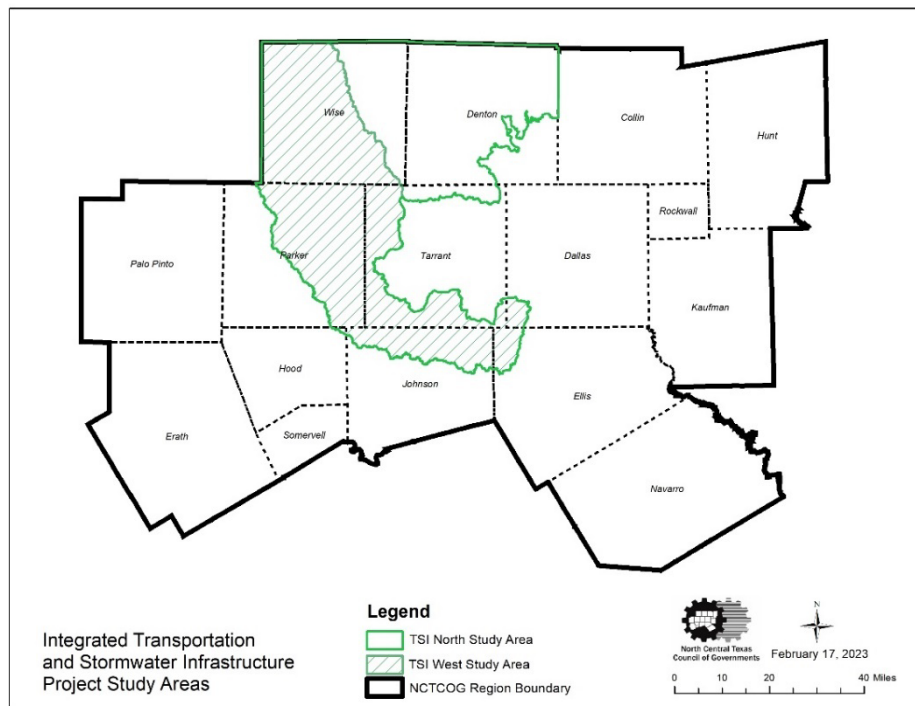 Wise
Denton
Collin
Hunt
Rockwall
Palo Pinto
Parker
Tarrant
Dallas
Kaufman
Hood
Johnson
Ellis
Erath
Somervell
Navarro
Integrated Transportation
and Stormwater Infrastructure
Project Study Areas
Legend
TSI North Study Area
TSI West Study Area
NCTCOG Region Boundary
North Central Texas
Council of Governments
N
February 17, 2023
0 10 20 40 Miles